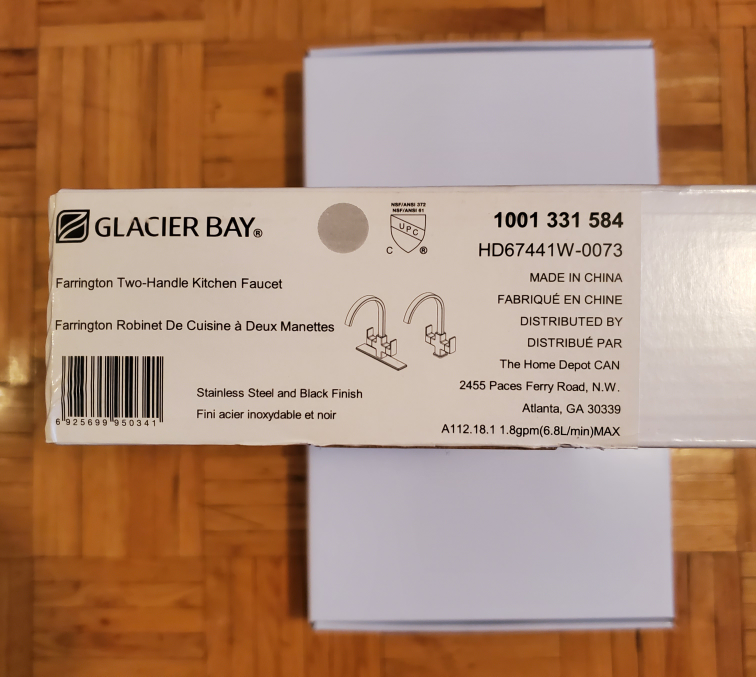 GLACIER BAY®
NSF/ANSI 372
NSF/ANSI 61
UPC
C ®
1001 331 584
HD67441W-0073
Farrington Two-Handle Kitchen Faucet
Farrington Robinet De Cuisine à Deux Manettes
MADE IN CHINA
FABRIQUÉ EN CHINE
DISTRIBUTED BY
DISTRIBUÉ PAR
The Home Depot CAN
2455 Paces Ferry Road, N.W.
Atlanta, GA 30339
A112.18.1 1.8gpm(6.8L/min)MAX
Stainless Steel and Black Finish
Fini acier inoxydable et noir
6 925699 950341